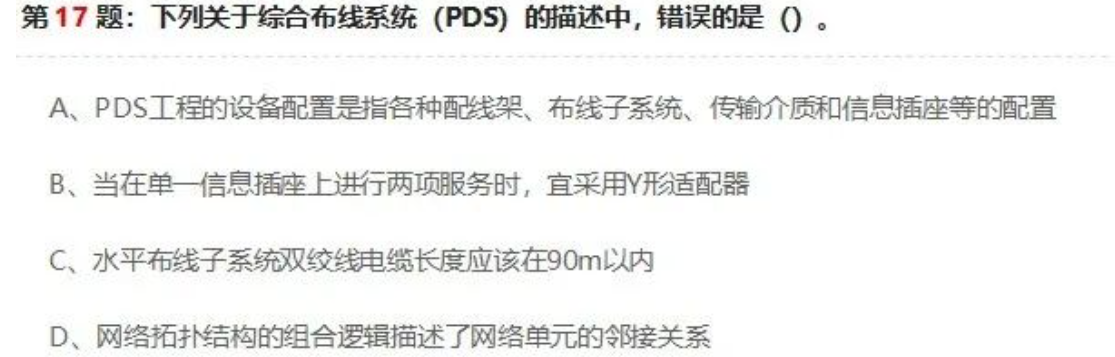 第 17 题：下列关于综合布线系统（PDS）的描述中，错误的是（）。
A、PDS工程的设备配置是指各种配线架、布线子系统、传输介质和信息插座等的配置
B、当在单一信息插座上进行两项服务时，宜采用Y形适配器
C、水平布线子系统双绞线电缆长度应该在90m以内
D、网络拓扑结构的组合逻辑描述了网络单元的邻接关系